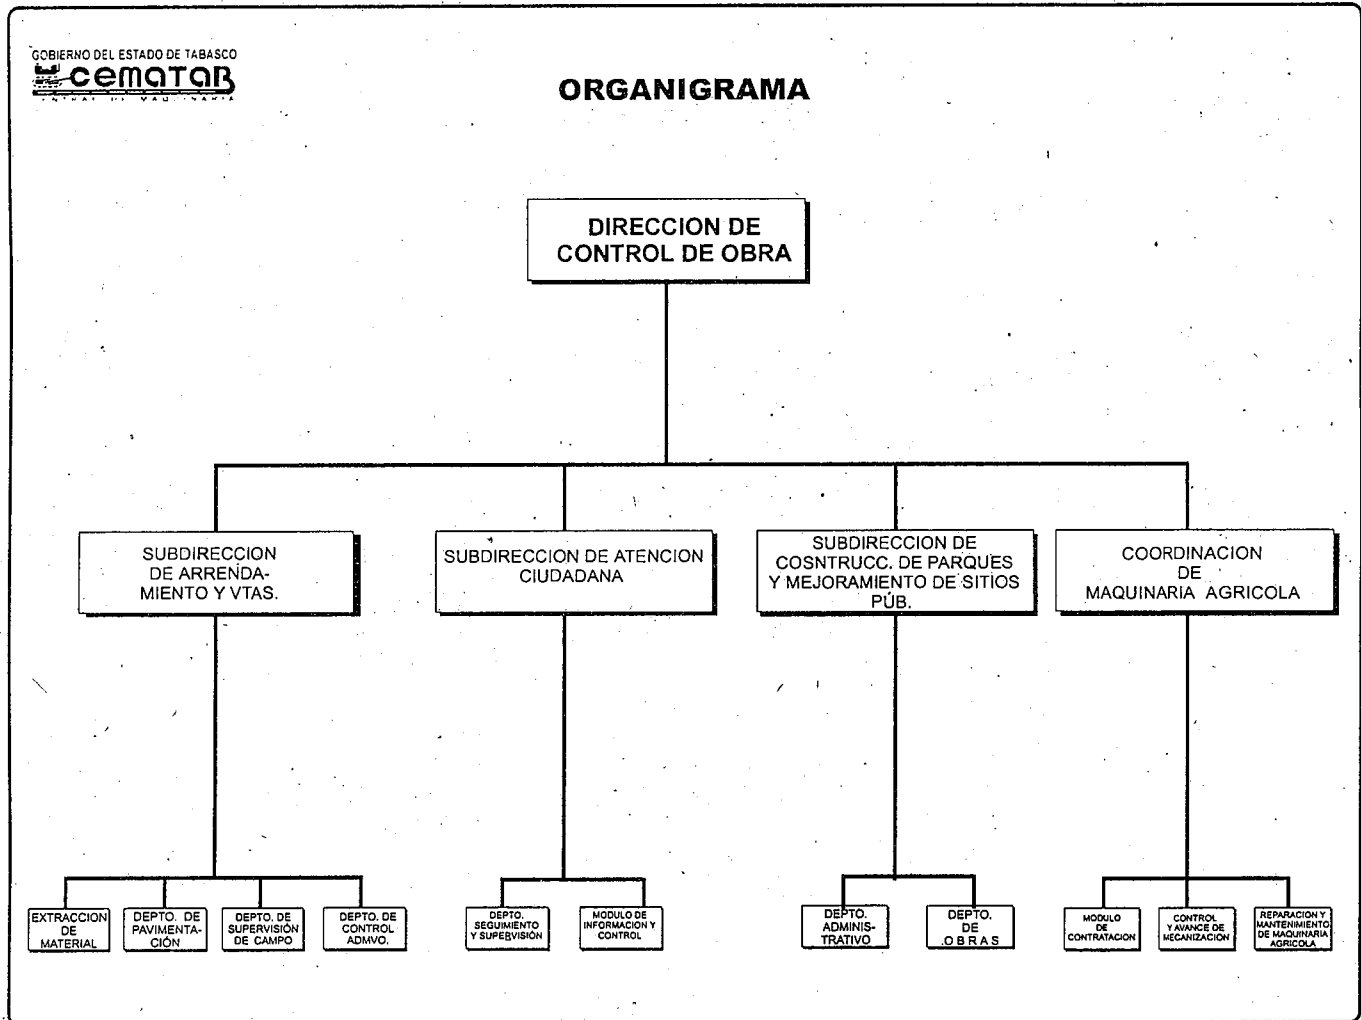 GOBIERNO DEL ESTADO DE TABASCO
cemaTaB
CENTRAL DE MAQUINARIA
ORGANIGRAMA
DIRECCION DE
CONTROL DE OBRA
SUBDIRECCION
DE ARRENDA-
MIENTO Y VTAS.
SUBDIRECCION DE ATENCION
CIUDADANA
SUBDIRECCION DE
COSNTRUCC. DE PARQUES
Y MEJORAMIENTO DE SITIOS
PÚB.
COORDINACION
DE
MAQUINARIA AGRICOLA
EXTRACCION
DE
MATERIAL
DEPTO. DE
PAVIMENTA-
CIÓN
DEPTO. DE
SUPERVISIÓN
DE CAMPO
DEPTO. DE
CONTROL
ADMVO.
DEPTO.
SEGUIMIENTO
Y SUPERVISIÓN
MODULO DE
INFORMACION Y
CONTROL
DEPTO.
ADMINIS-
TRATIVO
DEPTO.
DE
OBRAS
MODULO
DE
CONTRATACION
CONTROL
Y AVANCE DE
MECANIZACION
REPARACION Y
MANTENIMIENTO
DE MAQUINARIA
AGRICOLA